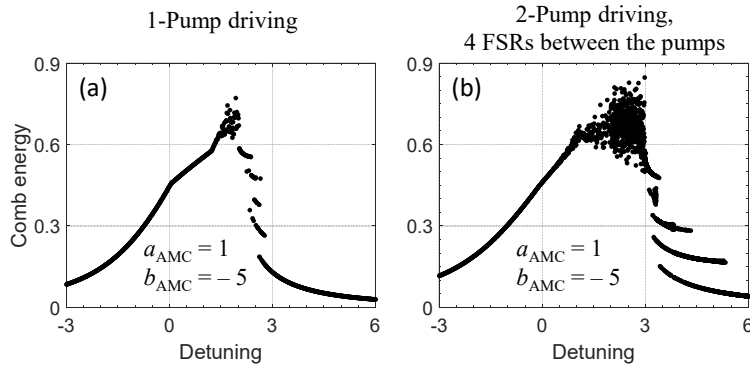 1-Pump driving
2-Pump driving,
4 FSRs between the pumps
(a)
Comb energy
0.9
0.6
0.3
0
a_AMC = 1
b_AMC = – 5
-3 0 3 6
Detuning
(b)
0.9
0.6
0.3
0
a_AMC = 1
b_AMC = – 5
-3 0 3 6
Detuning